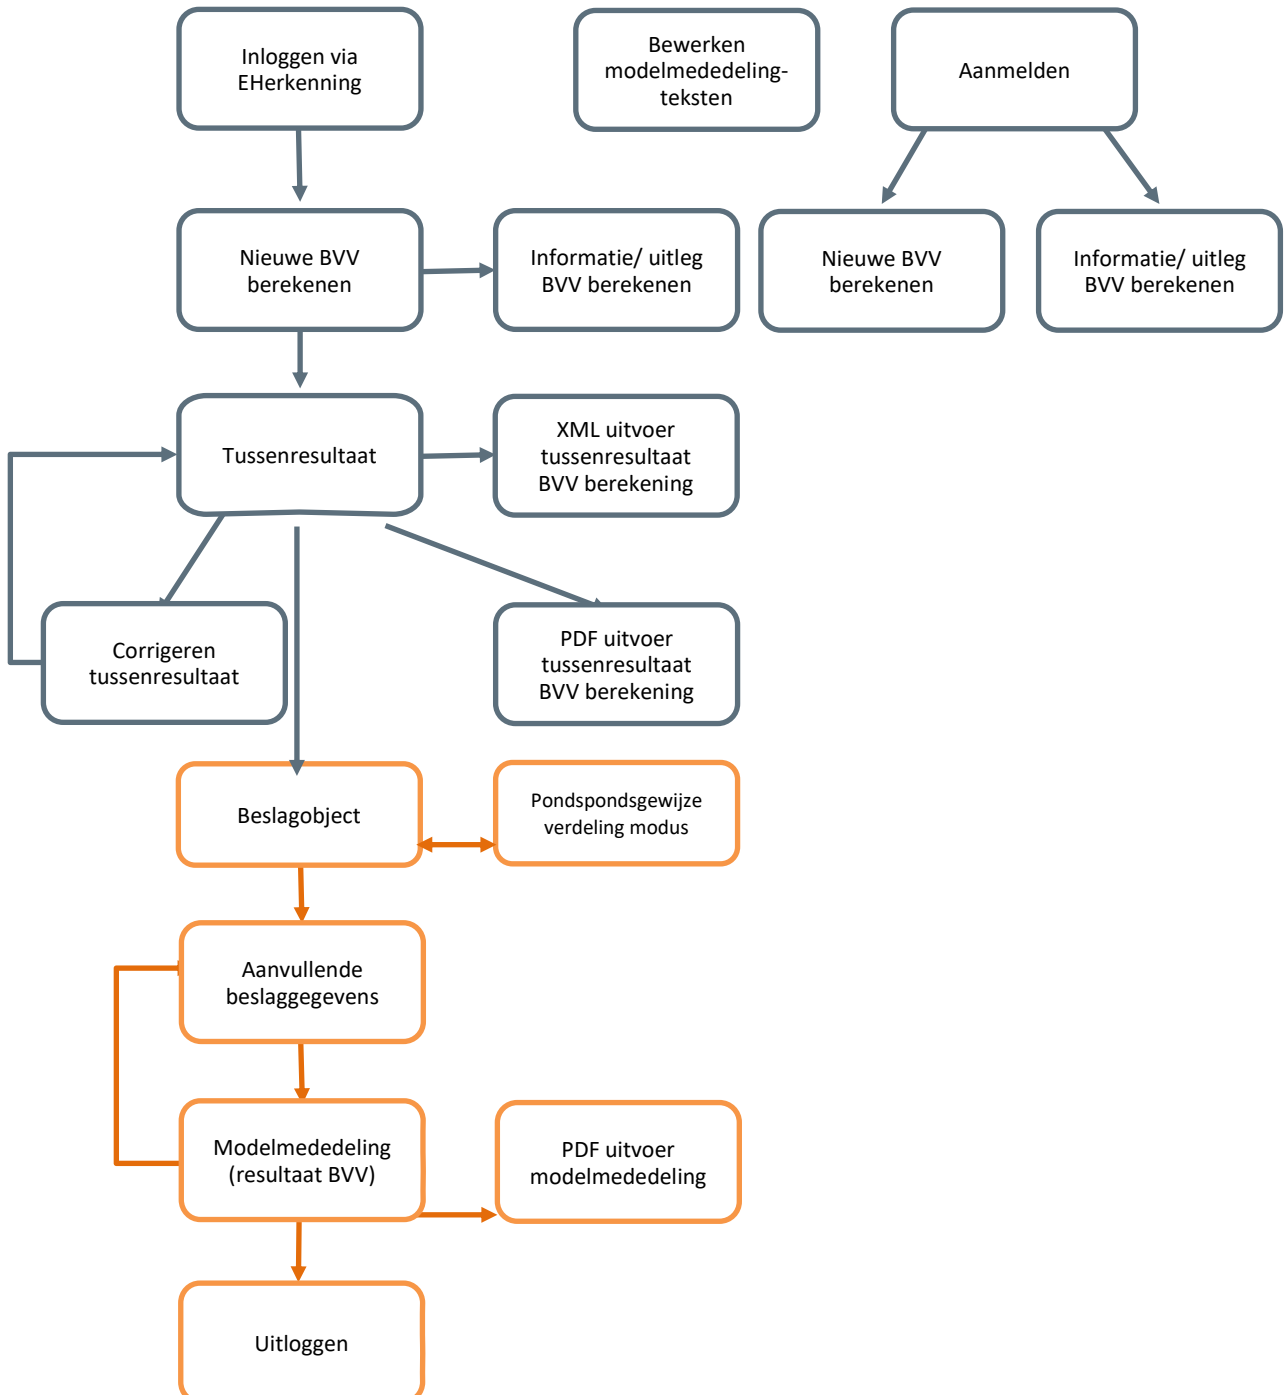 Inloggen via
EHerkenning
Bewerken
modelmededeling-
teksten
Aanmelden
Nieuwe BVV
berekenen
Informatie/ uitleg
BVV berekenen
Nieuwe BVV
berekenen
Informatie/ uitleg
BVV berekenen
Tussenresultaat
XML uitvoer
tussenresultaat
BVV berekening
Corrigeren
tussenresultaat
PDF uitvoer
tussenresultaat
BVV berekening
Beslagobject
Pondspondsgewijze
verdeling modus
Aanvullende
beslaggegevens
Modelmededeling
(resultaat BVV)
PDF uitvoer
modelmededeling
Uitloggen